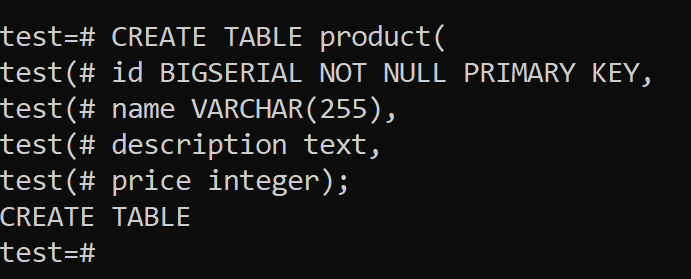 test=# CREATE TABLE product(
test(# id BIGSERIAL NOT NULL PRIMARY KEY,
test(# name VARCHAR(255),
test(# description text,
test(# price integer);
CREATE TABLE
test=#